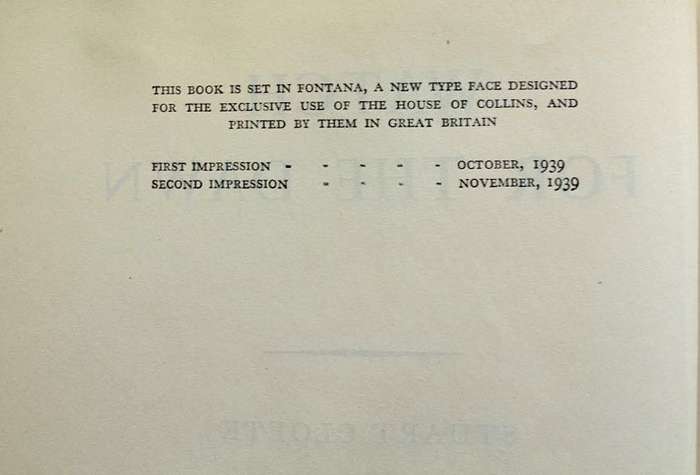 THIS BOOK IS SET IN FONTANA, A NEW TYPE FACE DESIGNED
FOR THE EXCLUSIVE USE OF THE HOUSE OF COLLINS, AND
PRINTED BY THEM IN GREAT BRITAIN
FIRST IMPRESSION - - - - - OCTOBER, 1939
SECOND IMPRESSION - - - - NOVEMBER, 1939